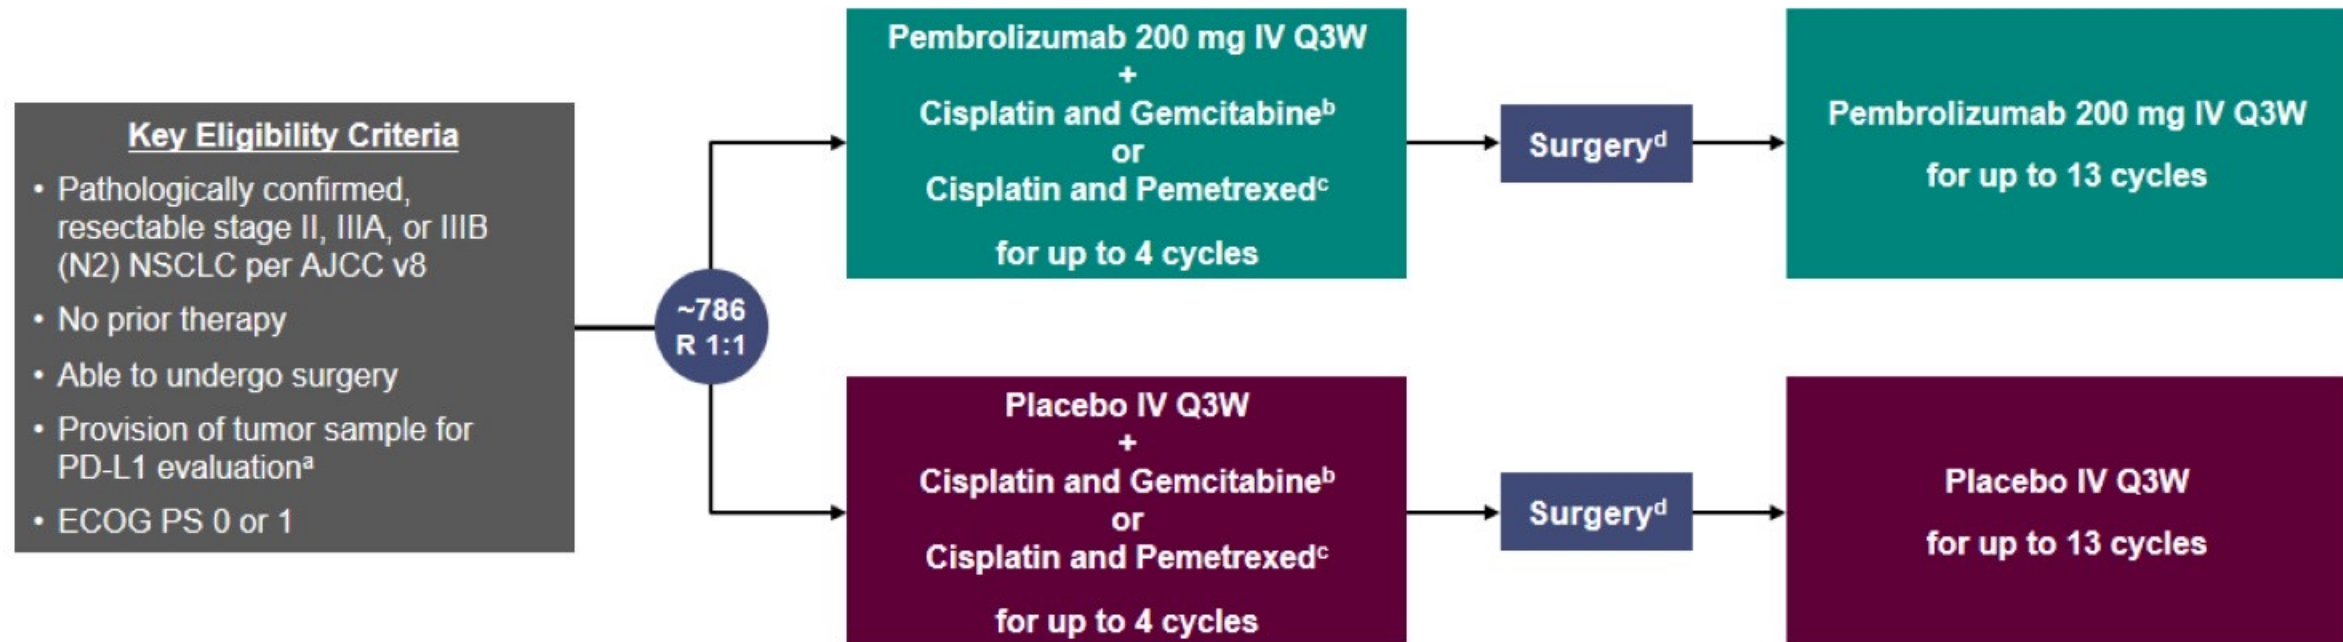 Key Eligibility Criteria
• Pathologically confirmed,
resectable stage II, IIIA, or IIIB
(N2) NSCLC per AJCC v8
• No prior therapy
• Able to undergo surgery
• Provision of tumor sample for
PD-L1 evaluationᵃ
• ECOG PS 0 or 1
~786
R 1:1
Pembrolizumab 200 mg IV Q3W
+
Cisplatin and Gemcitabineᵇ
or
Cisplatin and Pemetrexedᶜ
for up to 4 cycles
Surgeryᵈ
Pembrolizumab 200 mg IV Q3W
for up to 13 cycles
Placebo IV Q3W
+
Cisplatin and Gemcitabineᵇ
or
Cisplatin and Pemetrexedᶜ
for up to 4 cycles
Surgeryᵈ
Placebo IV Q3W
for up to 13 cycles